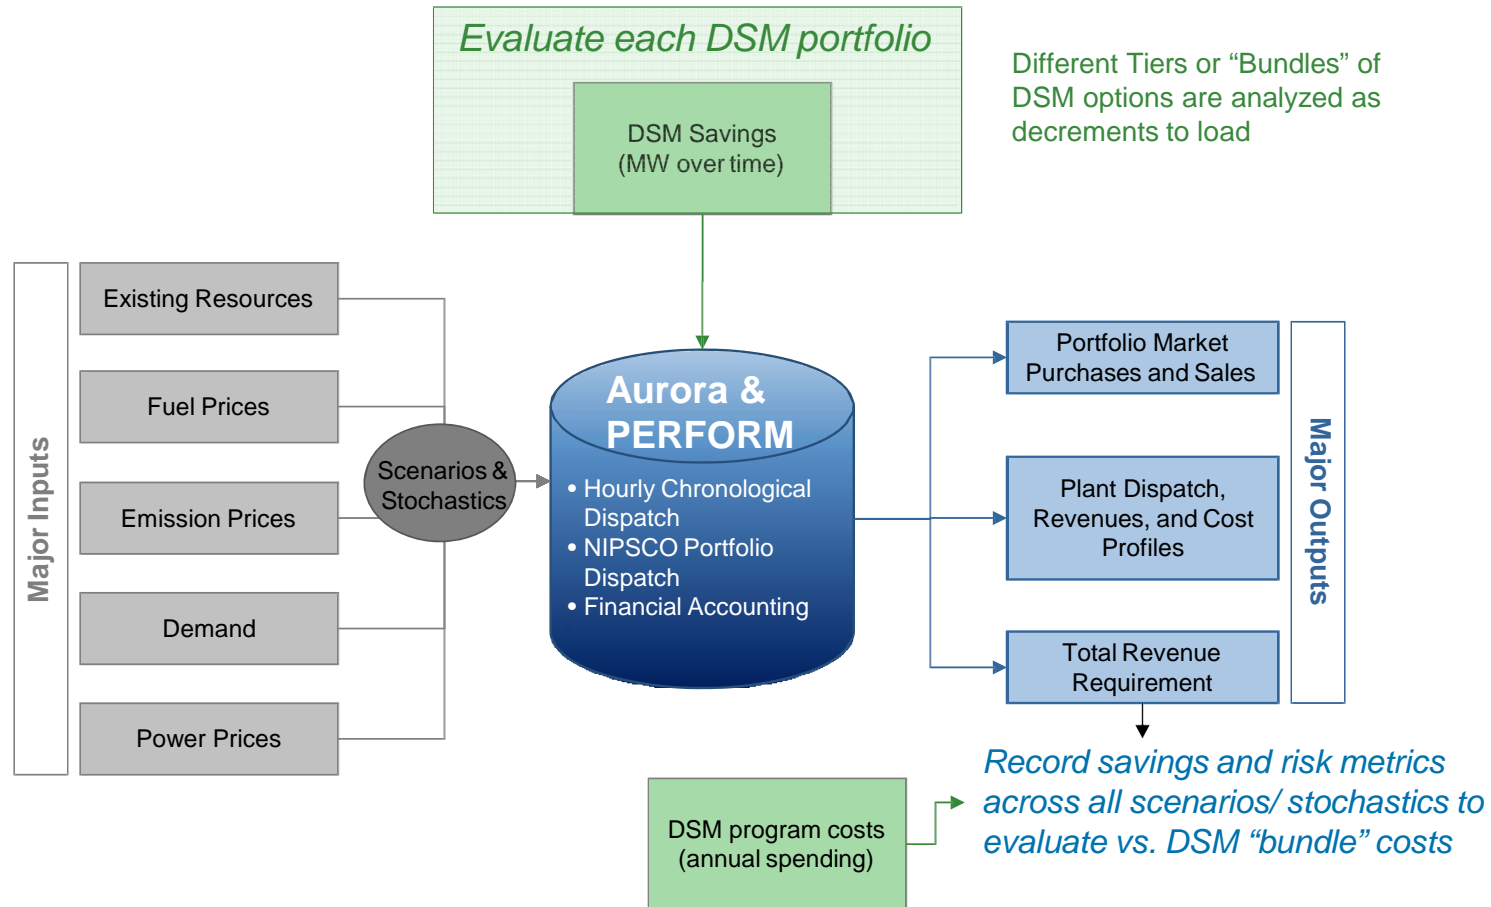 Evaluate each DSM portfolio
DSM Savings
(MW over time)
Different Tiers or “Bundles” of
DSM options are analyzed as
decrements to load
Major Inputs
Existing Resources
Fuel Prices
Emission Prices
Demand
Power Prices
Scenarios &
Stochastics
Aurora &
PERFORM
• Hourly Chronological
Dispatch
• NIPSCO Portfolio
Dispatch
• Financial Accounting
Portfolio Market
Purchases and Sales
Plant Dispatch,
Revenues, and Cost
Profiles
Total Revenue
Requirement
Major Outputs
DSM program costs
(annual spending)
Record savings and risk metrics
across all scenarios/ stochastics to
evaluate vs. DSM “bundle” costs